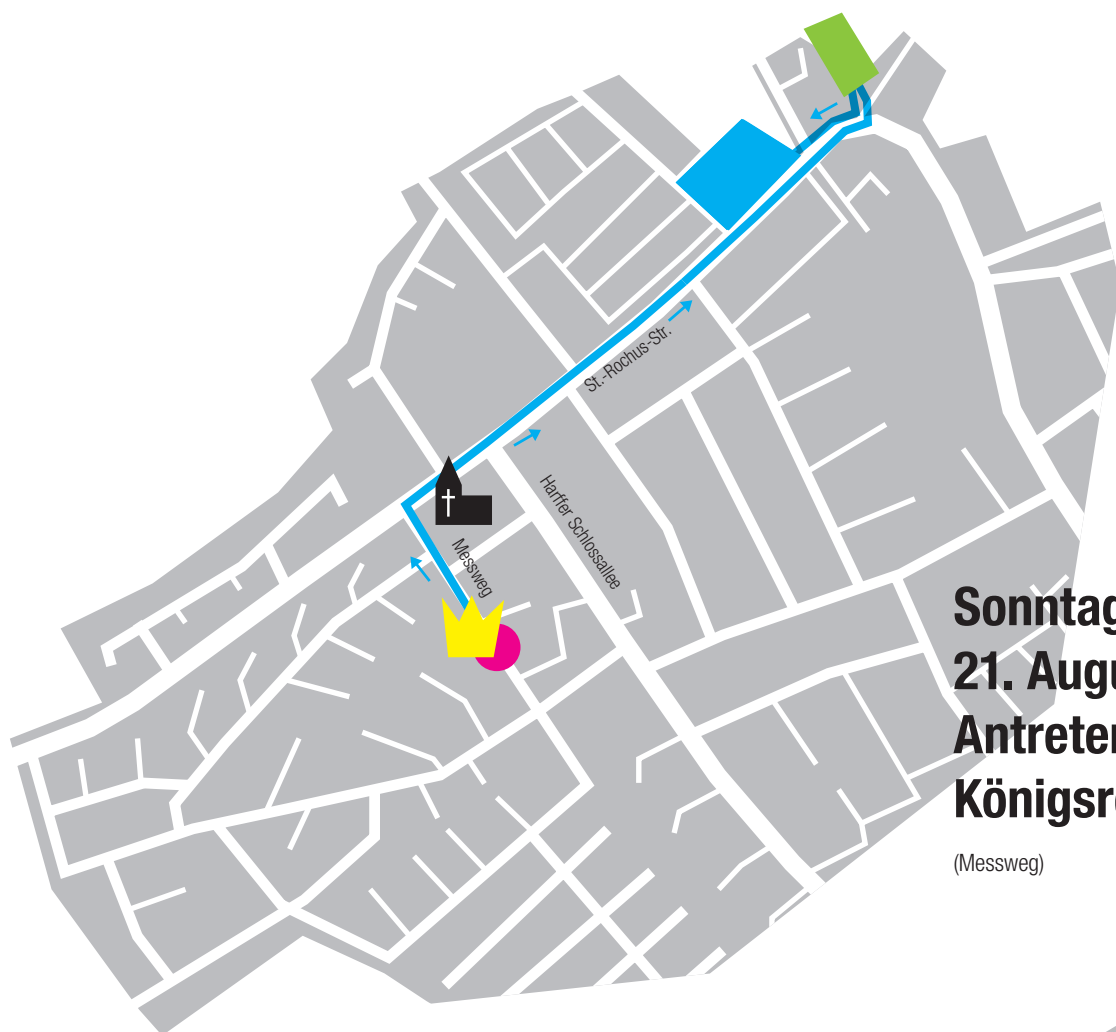 St.-Rochus-Str.
Harffer Schlossallee
Messweg
Sonntag
21. Augu
Antreten
Königsre
(Messweg)